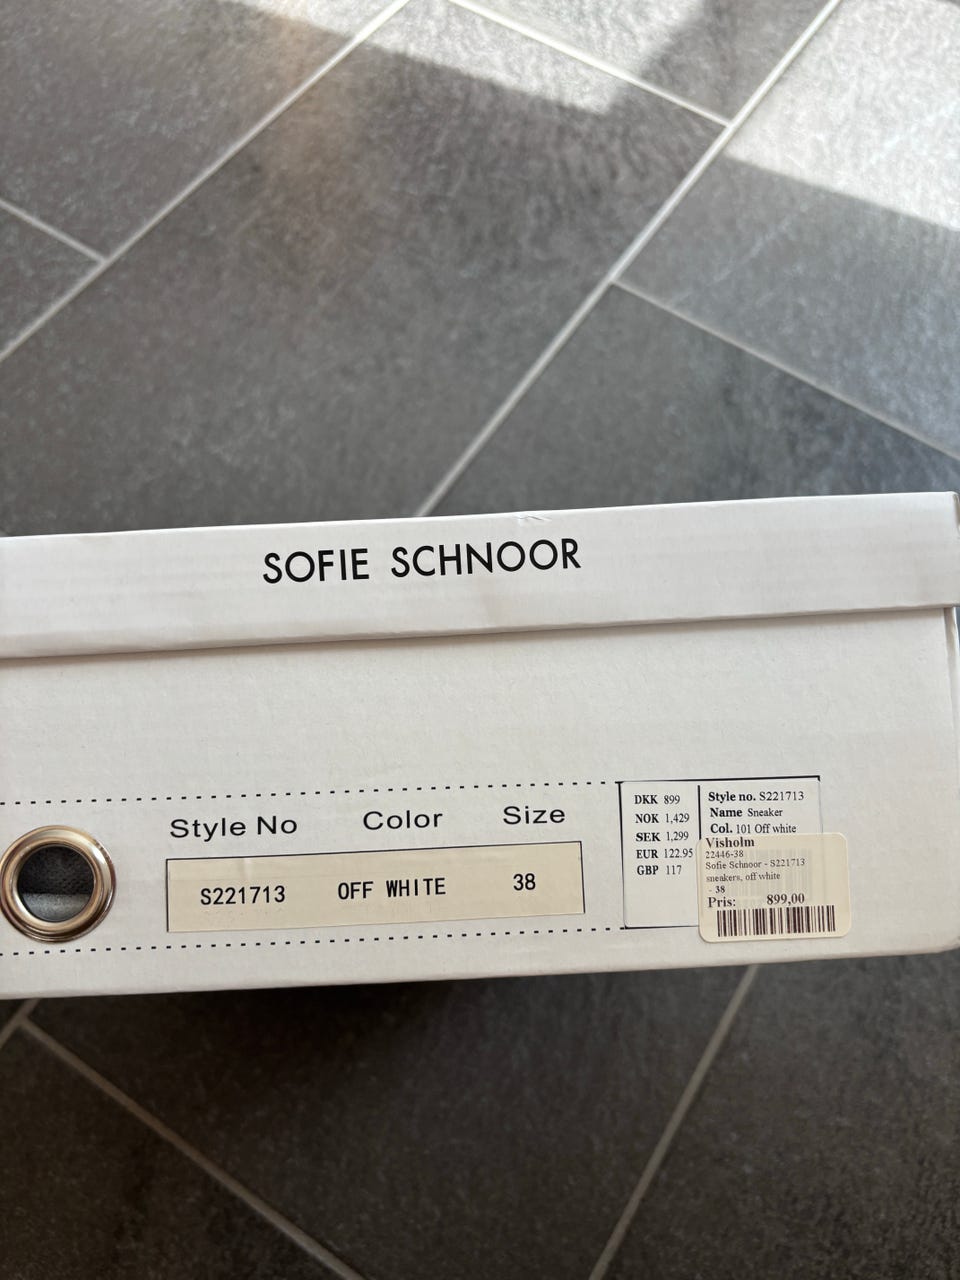 SOFIE SCHNOOR
Style No Color Size
S221713 OFF WHITE 38
DKK 899
NOK 1,429
SEK 1,299
EUR 122.95
GBP 117
Style no. S221713
Name Sneaker
Col. 101 Off white
Visholm
22446-38
Sofie Schnoor - S221713
sneakers, off white
- 38
Pris: 899,00